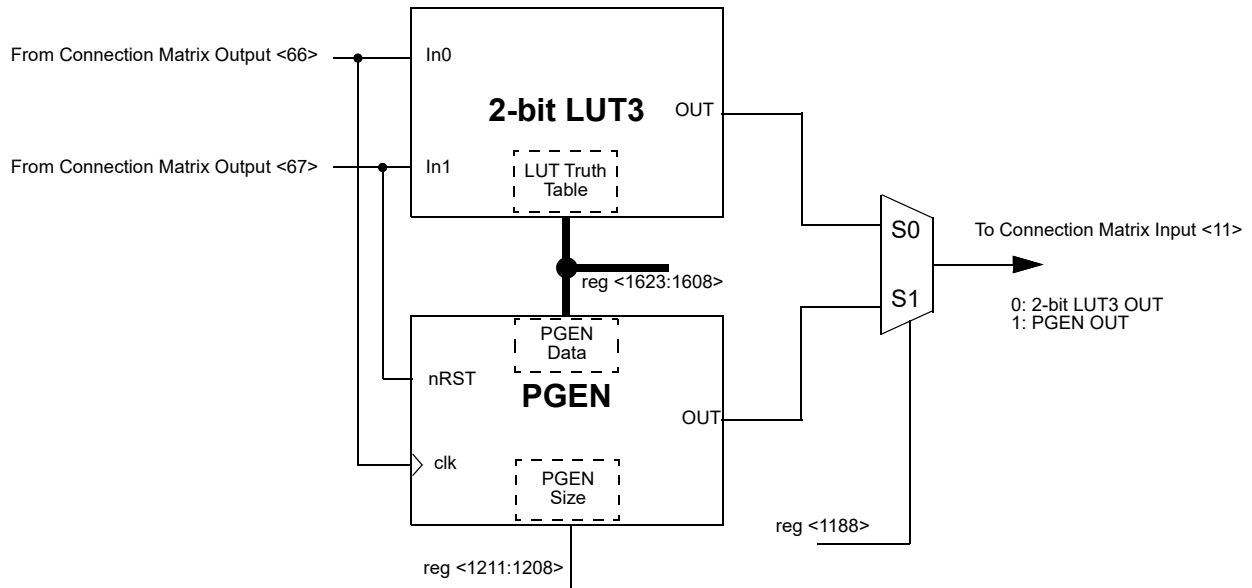 From Connection Matrix Output <66>
In0
2-bit LUT3
OUT
From Connection Matrix Output <67>
In1
LUT Truth
Table
S0
To Connection Matrix Input <11>
reg <1623:1608>
S1
0: 2-bit LUT3 OUT
1: PGEN OUT
PGEN
Data
nRST
PGEN
OUT
clk
PGEN
Size
reg <1188>
reg <1211:1208>